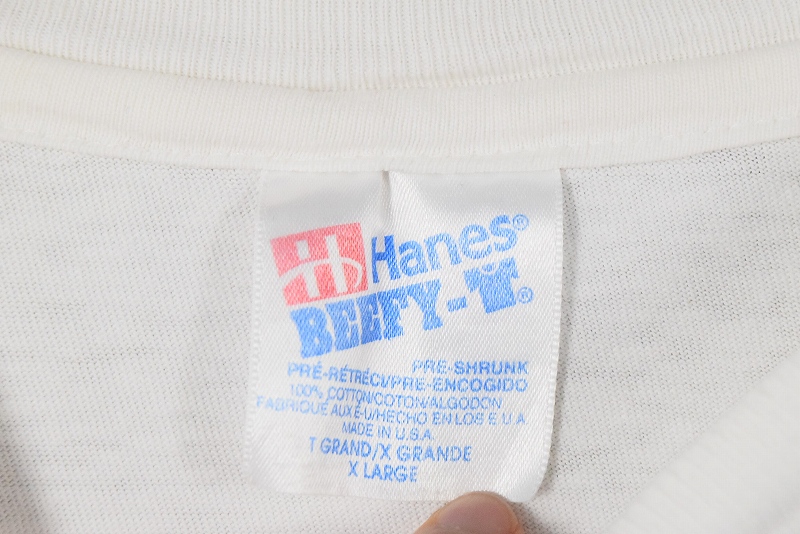 Hanes®
BEEFY-T®
PRE-SHRUNK
PRÉ-RÉTRÉCI/PRE-ENCOGIDO
100% COTTON/COTON/ALGODON
FABRIQUÉ AUX É-U/HECHO EN LOS E.U.A.
MADE IN U.S.A.
T GRAND/X GRANDE
X LARGE